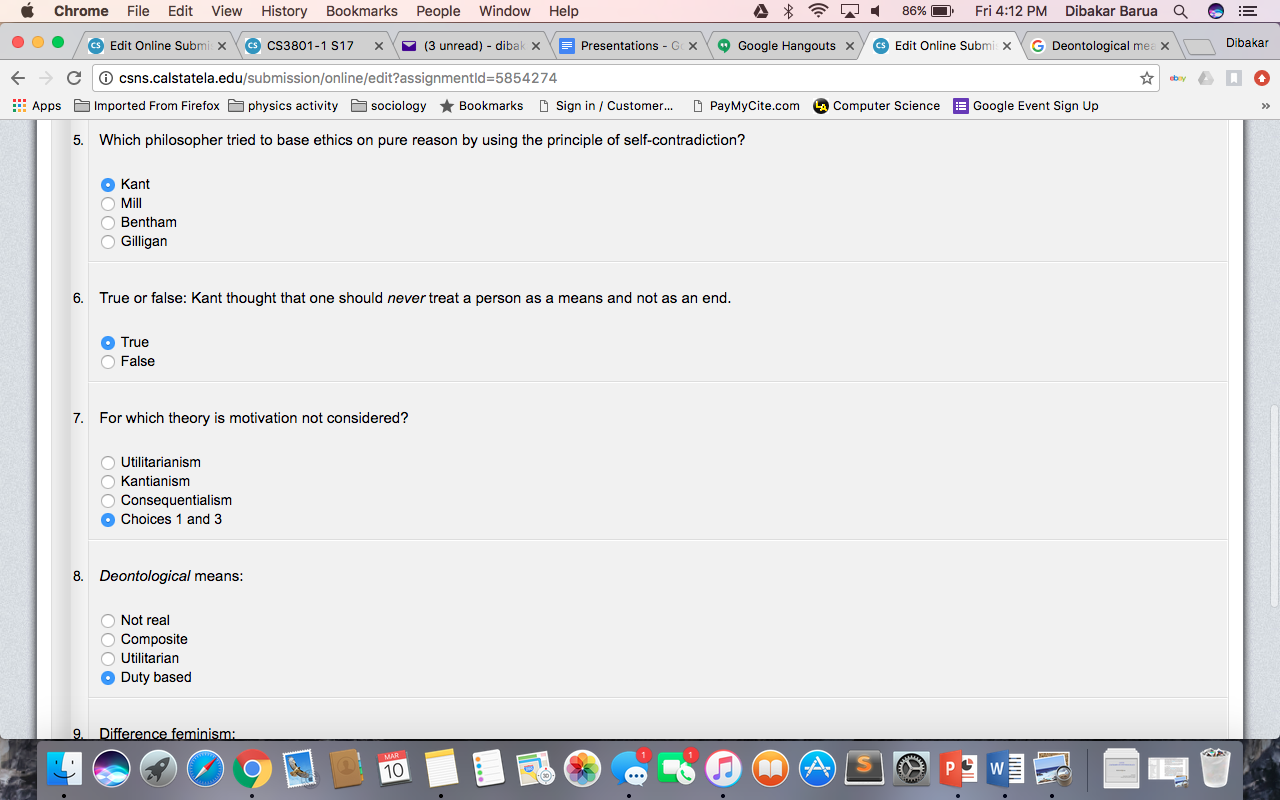 Chrome File Edit View History Bookmarks People Window Help 86% Fri 4:12 PM Dibakar Barua
CS Edit Online Submi CS CS3801-1 S17 (3 unread) - dibak Presentations - G Google Hangouts CS Edit Online Submi G Deontological mea Dibakar
csns.calstatela.edu/submission/online/edit?assignmentId=5854274 ebay
Apps Imported From Firefox physics activity sociology Bookmarks Sign in / Customer... PayMyCite.com LA Computer Science Google Event Sign Up »
5. Which philosopher tried to base ethics on pure reason by using the principle of self-contradiction?
Kant
Mill
Bentham
Gilligan
6. True or false: Kant thought that one should never treat a person as a means and not as an end.
True
False
7. For which theory is motivation not considered?
Utilitarianism
Kantianism
Consequentialism
Choices 1 and 3
8. Deontological means:
Not real
Composite
Utilitarian
Duty based
9. Difference feminism:
MAR
10
1
1
S
P
W